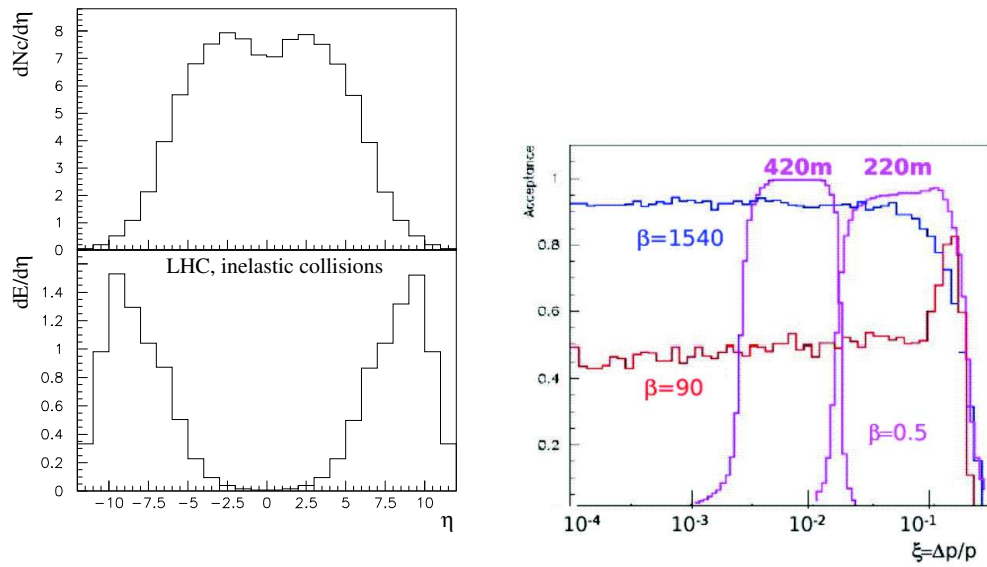 dNc/dη
8
7
6
5
4
3
2
1
0
LHC, inelastic collisions
dE/dη
1.4
1.2
1
0.8
0.6
0.4
0.2
0
−10 −7.5 −5 −2.5 0 2.5 5 7.5 10
η
420m 220m
Acceptance
1
0.8
0.6
0.4
0.2
β=1540
β=90
β=0.5
10-4 10-3 10-2 10-1
ξ=Δp/p